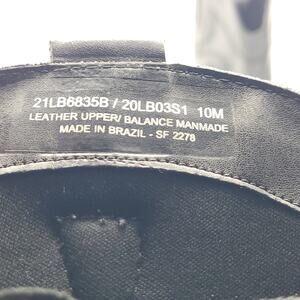 21LB6835B / 20LB03S1 10M
LEATHER UPPER/ BALANCE MANMADE
MADE IN BRAZIL - SF 2278